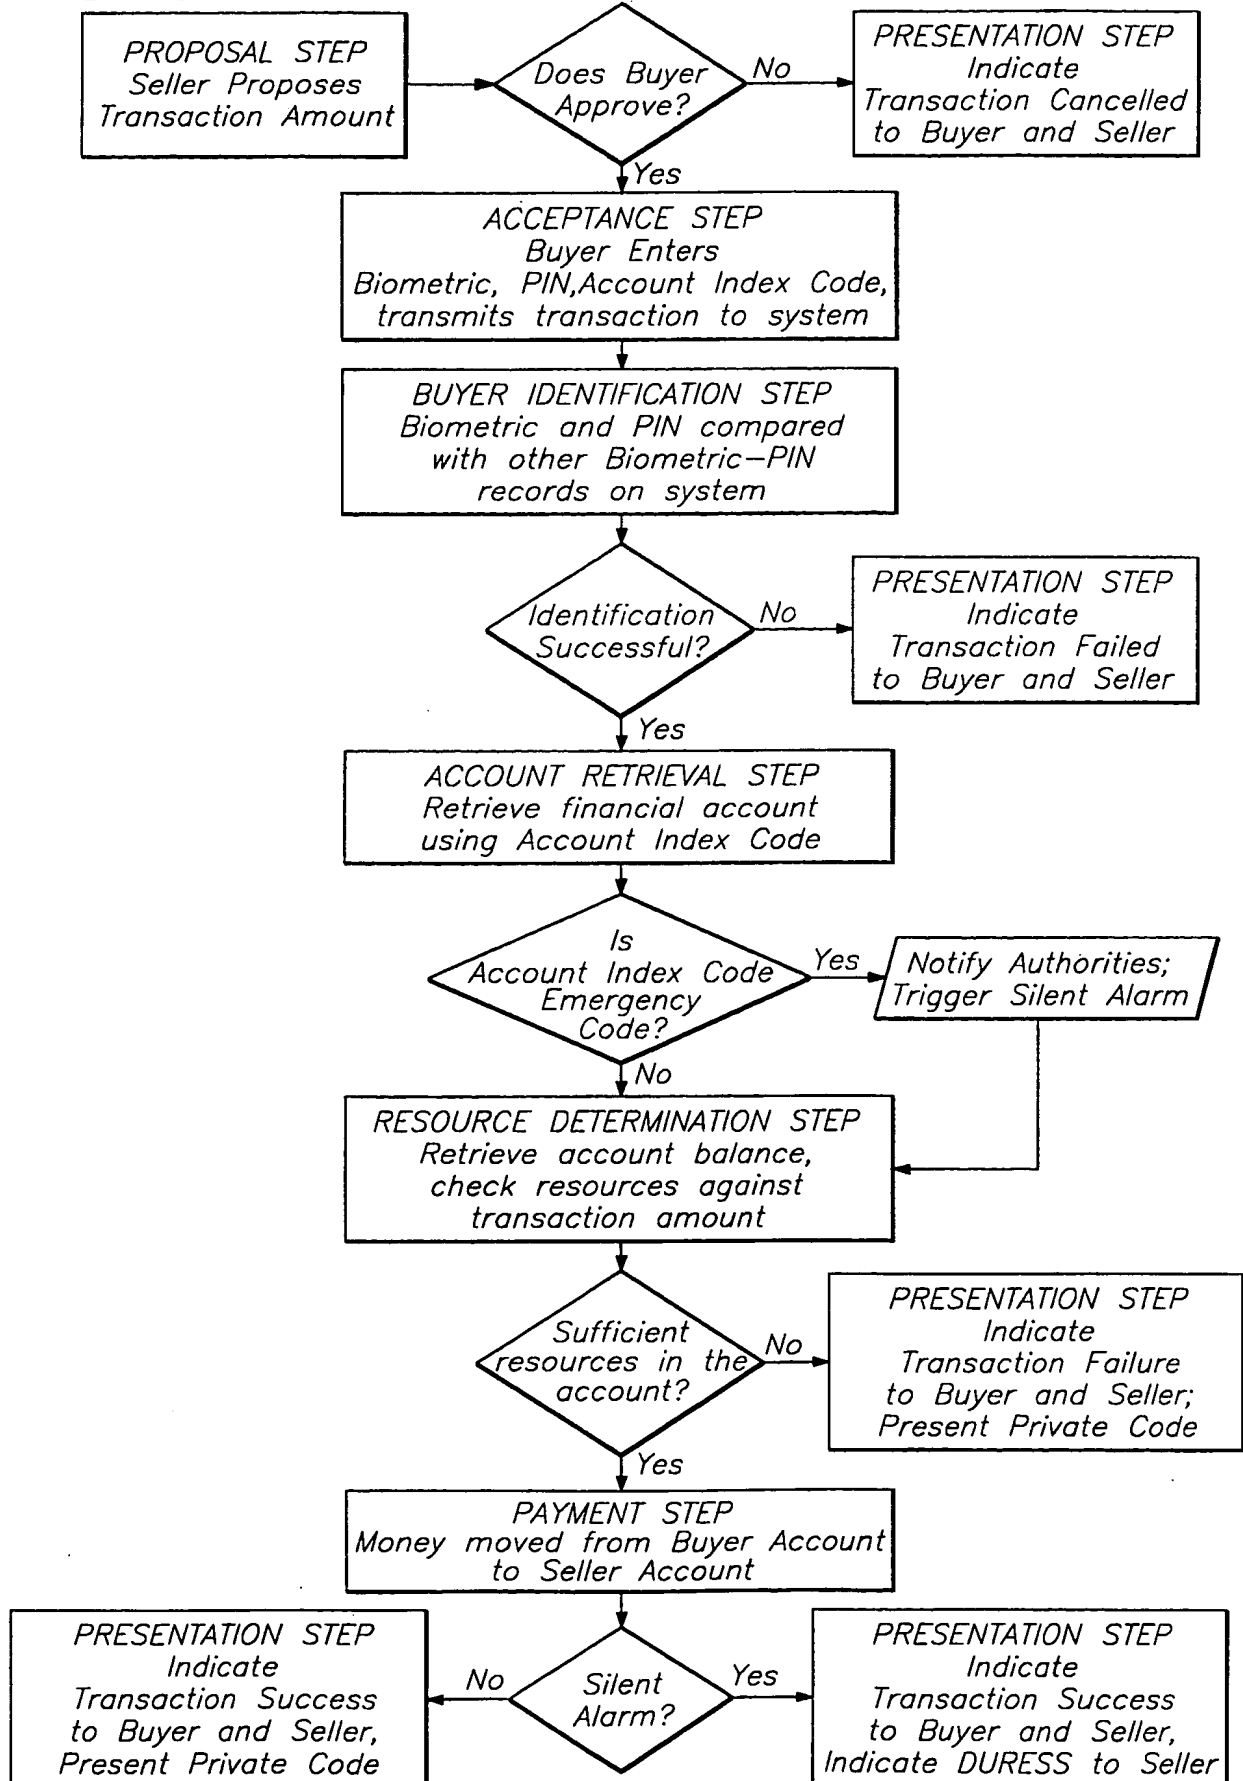 PROPOSAL STEP
Seller Proposes
Transaction Amount
Does Buyer
Approve?
No
PRESENTATION STEP
Indicate
Transaction Cancelled
to Buyer and Seller
Yes
ACCEPTANCE STEP
Buyer Enters
Biometric, PIN,Account Index Code,
transmits transaction to system
BUYER IDENTIFICATION STEP
Biometric and PIN compared
with other Biometric–PIN
records on system
Identification
Successful?
No
PRESENTATION STEP
Indicate
Transaction Failed
to Buyer and Seller
Yes
ACCOUNT RETRIEVAL STEP
Retrieve financial account
using Account Index Code
Is
Account Index Code
Emergency
Code?
Yes
Notify Authorities;
Trigger Silent Alarm
No
RESOURCE DETERMINATION STEP
Retrieve account balance,
check resources against
transaction amount
Sufficient
resources in the
account?
No
PRESENTATION STEP
Indicate
Transaction Failure
to Buyer and Seller;
Present Private Code
Yes
PAYMENT STEP
Money moved from Buyer Account
to Seller Account
Silent
Alarm?
No
PRESENTATION STEP
Indicate
Transaction Success
to Buyer and Seller,
Present Private Code
Yes
PRESENTATION STEP
Indicate
Transaction Success
to Buyer and Seller,
Indicate DURESS to Seller